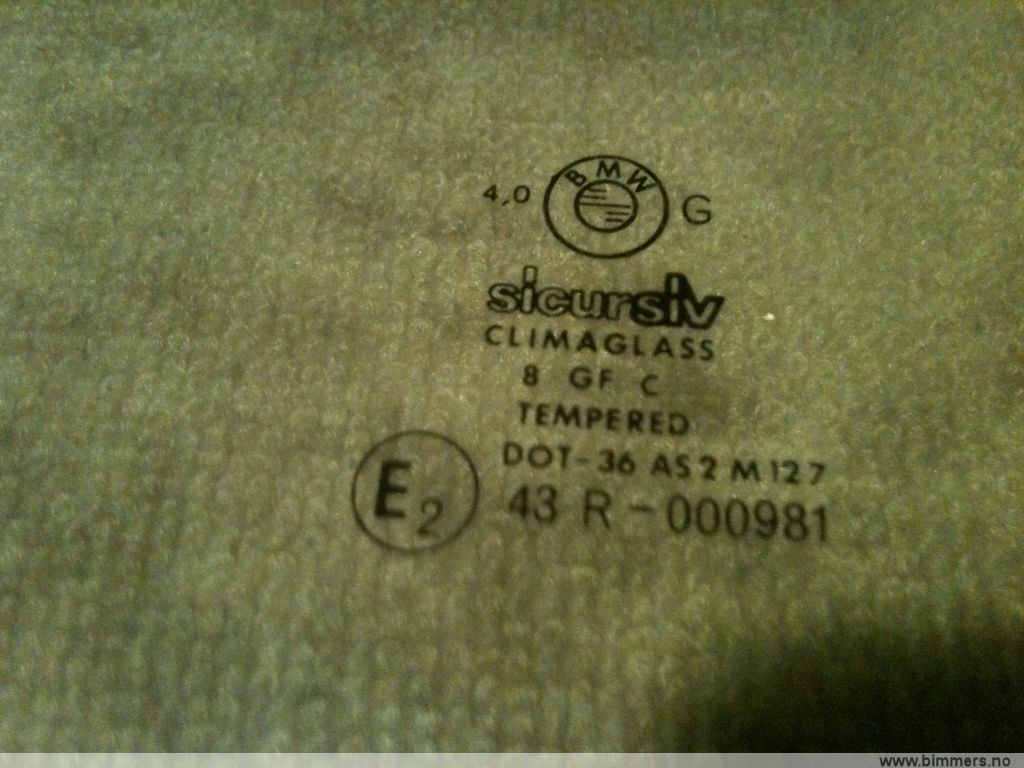 4,0 BMW G
sicursiv
CLIMAGLASS
8 GF C
TEMPERED
DOT-36 AS2 M127
E2 43 R-000981
www.bimmers.no